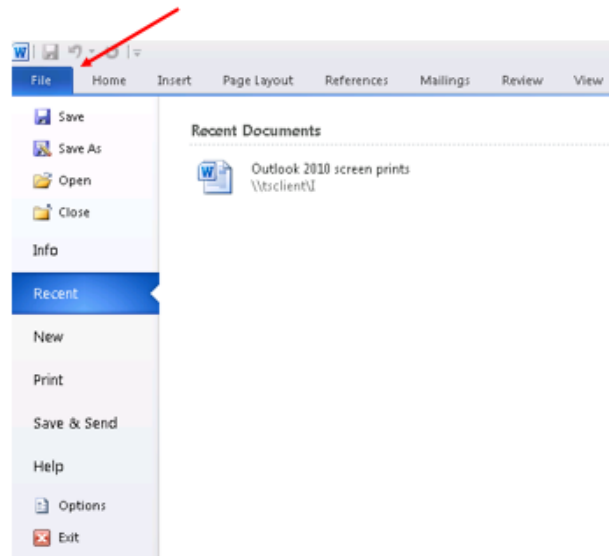 File Home Insert Page Layout References Mailings Review View
Save
Save As
Open
Close
Info
Recent
New
Print
Save & Send
Help
Options
Exit
Recent Documents
Outlook 2010 screen prints
\\tsclient\I